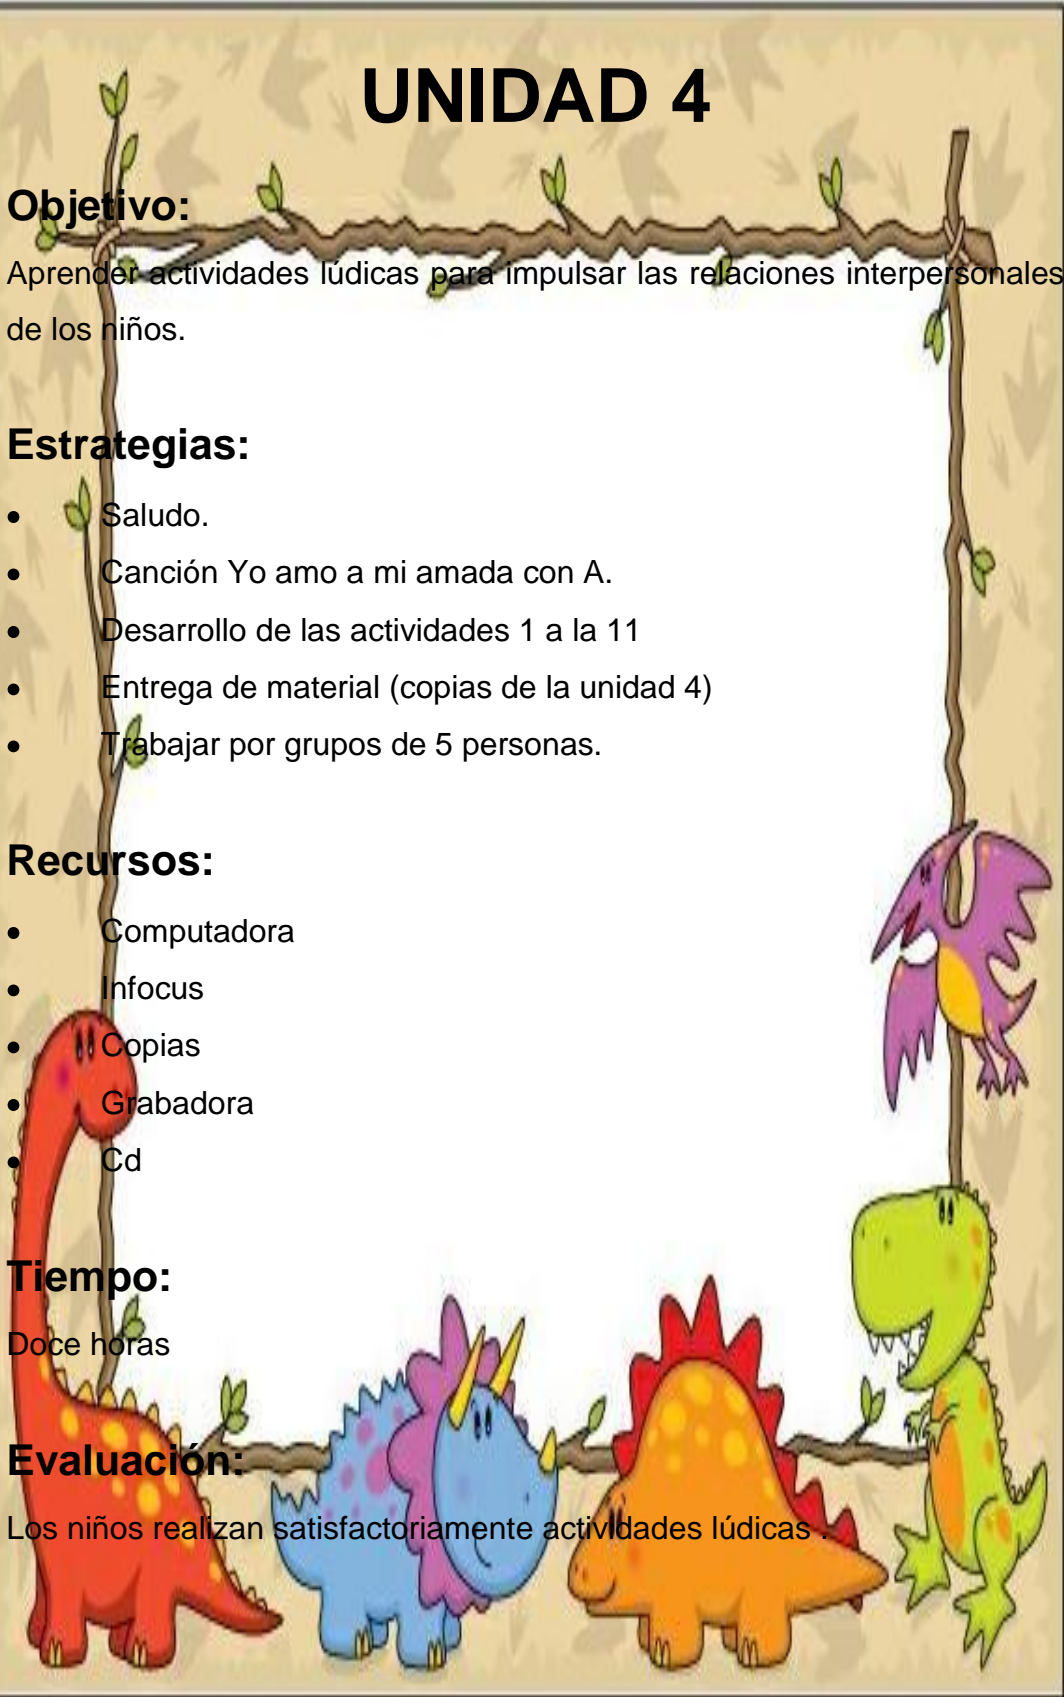 UNIDAD 4
Objetivo:
Aprender actividades lúdicas para impulsar las relaciones interpersonales
de los niños.
Estrategias:
• Saludo.
• Canción Yo amo a mi amada con A.
• Desarrollo de las actividades 1 a la 11
• Entrega de material (copias de la unidad 4)
• Trabajar por grupos de 5 personas.
Recursos:
• Computadora
• Infocus
• Copias
• Grabadora
• Cd
Tiempo:
Doce horas
Evaluación:
Los niños realizan satisfactoriamente actividades lúdicas .